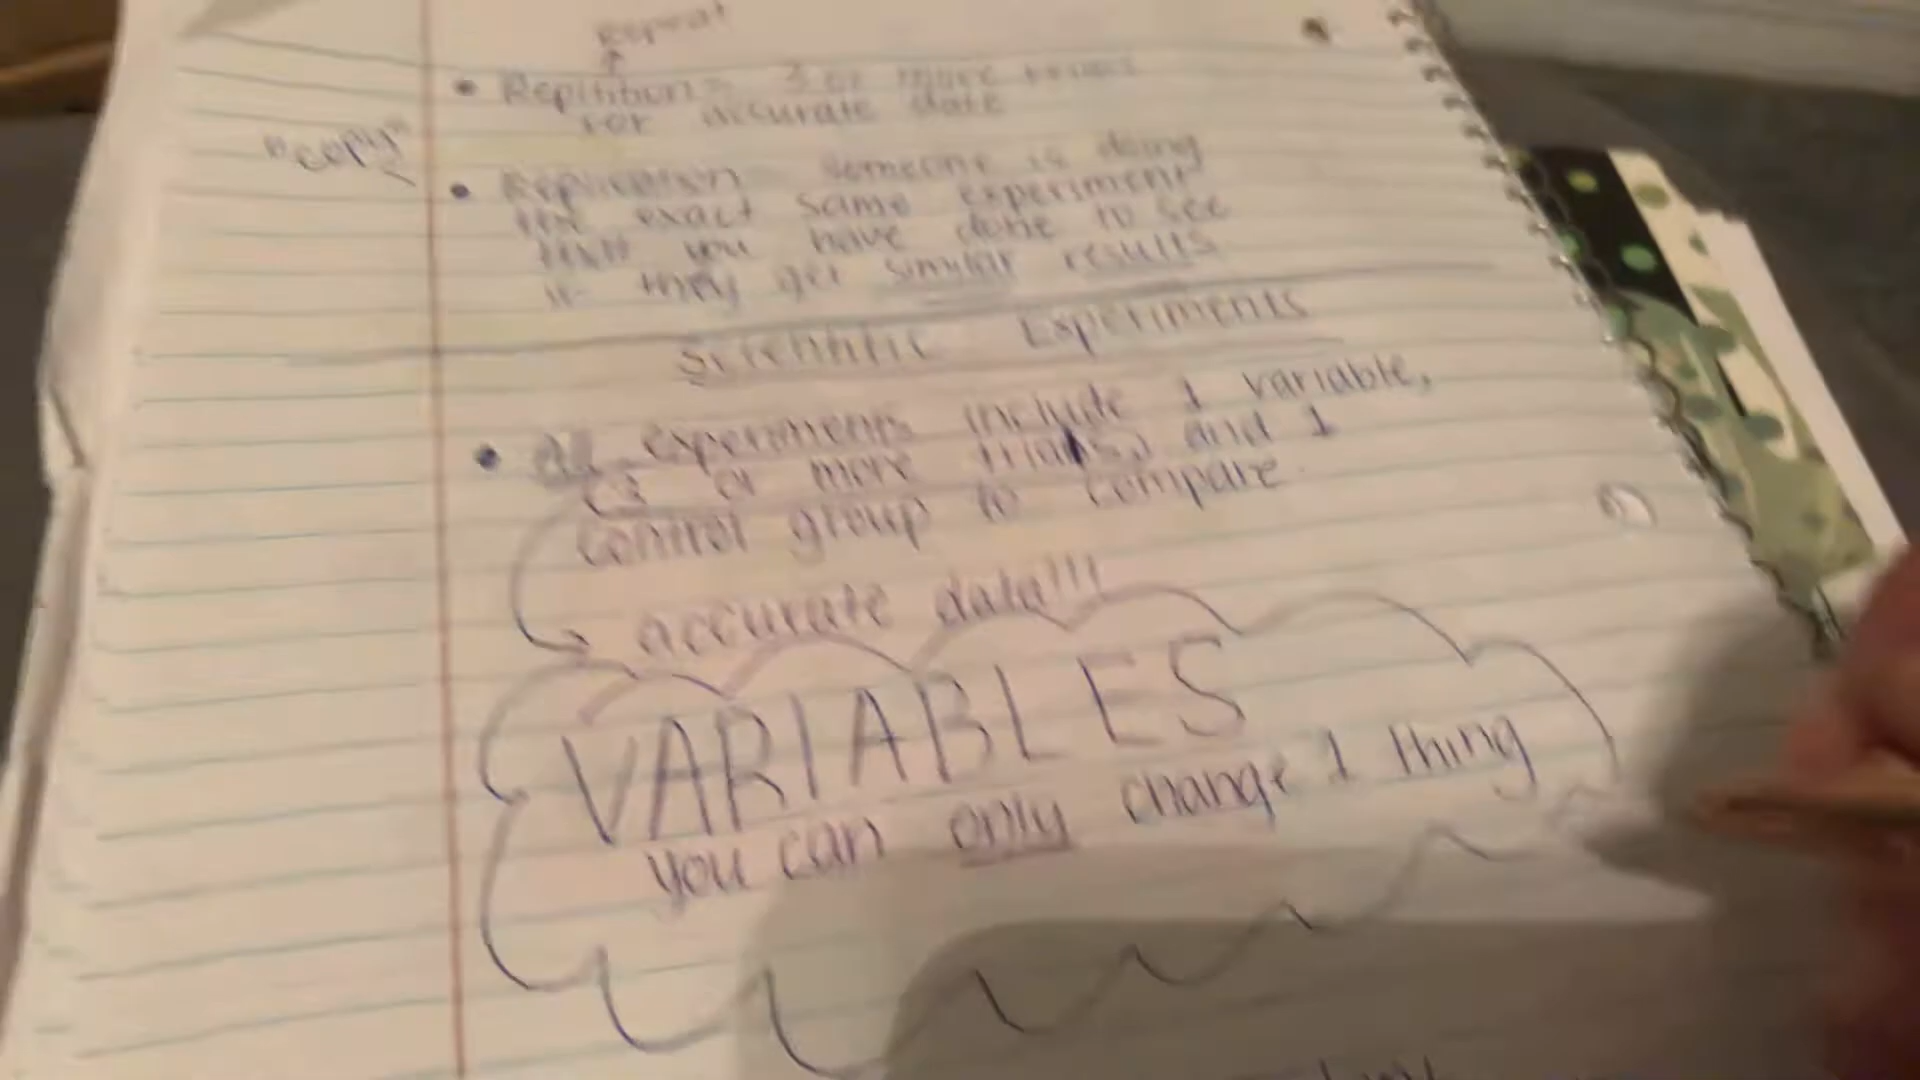 Repeat
• Repitition - 3 or more trials
for accurate data
"copy"
• Replication - someone is doing
the exact same experiment
that you have done to see
if they get similar results
Scientific Experiments
• All experiments include 1 variable,
(3 or more trials), and 1
control group to compare.
accurate data!!!
VARIABLES
you can only change 1 thing